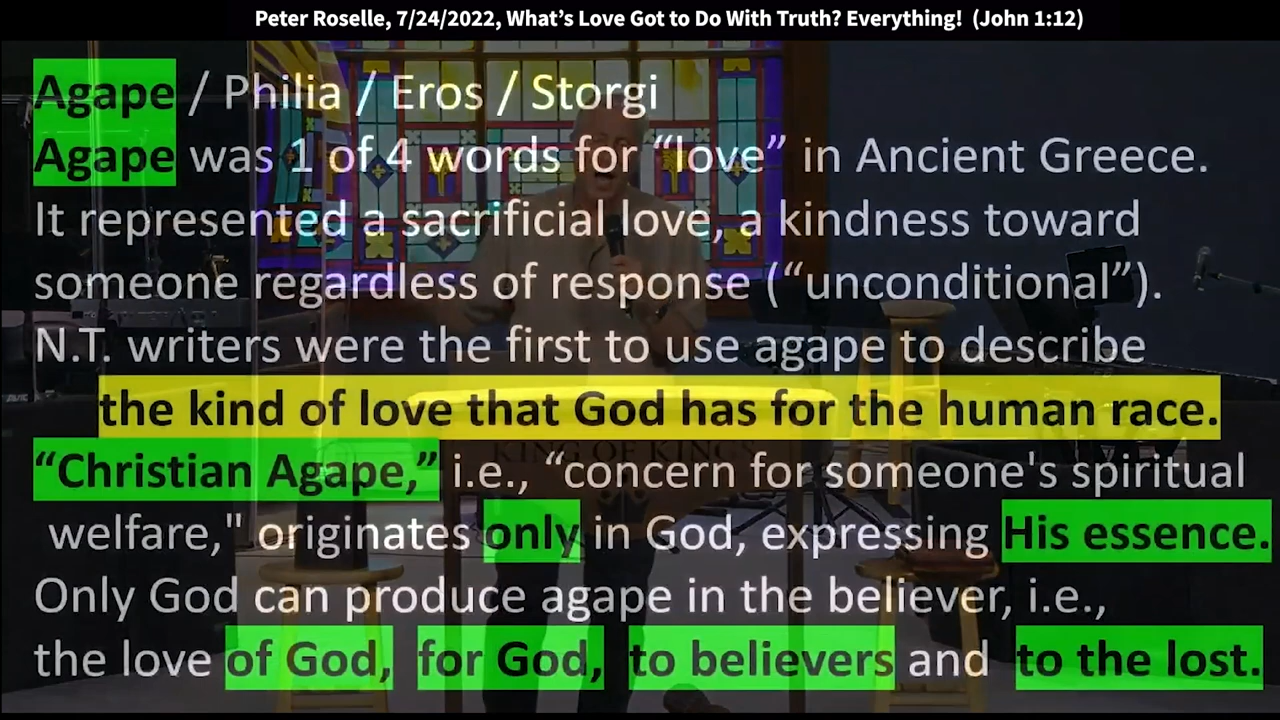 Peter Roselle, 7/24/2022, What’s Love Got to Do With Truth? Everything! (John 1:12)
Agape / Philia / Eros / Storgi
Agape was 1 of 4 words for “love” in Ancient Greece.
It represented a sacrificial love, a kindness toward
someone regardless of response (“unconditional”).
N.T. writers were the first to use agape to describe
the kind of love that God has for the human race.
KING OF KINGS
“Christian Agape,” i.e., “concern for someone's spiritual
welfare," originates only in God, expressing His essence.
Only God can produce agape in the believer, i.e.,
the love of God, for God, to believers and to the lost.